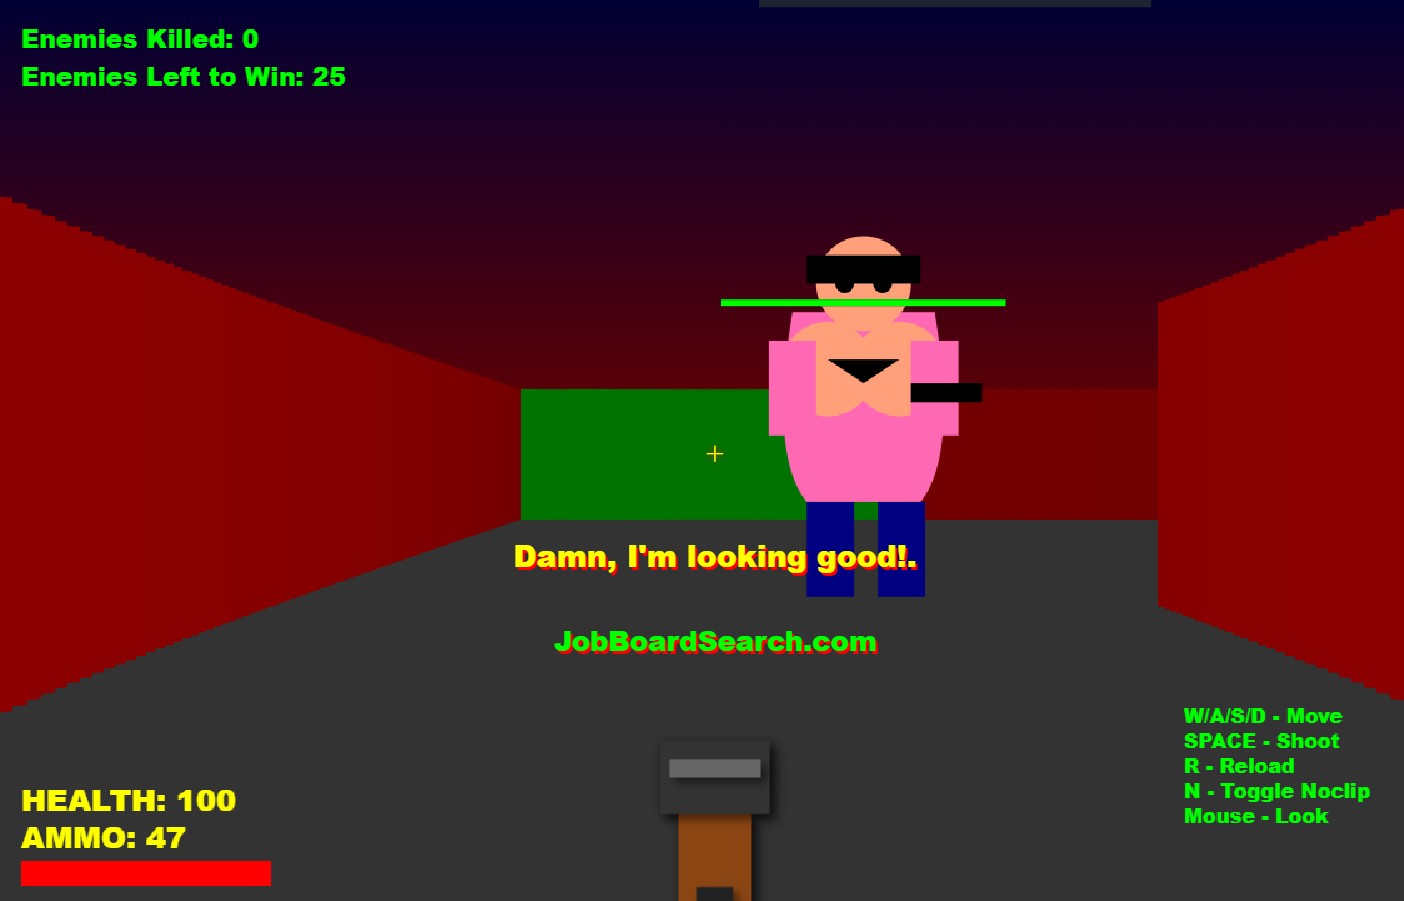 Enemies Killed: 0
Enemies Left to Win: 25
Damn, I'm looking good!.
JobBoardSearch.com
W/A/S/D - Move
SPACE - Shoot
R - Reload
N - Toggle Noclip
Mouse - Look
HEALTH: 100
AMMO: 47